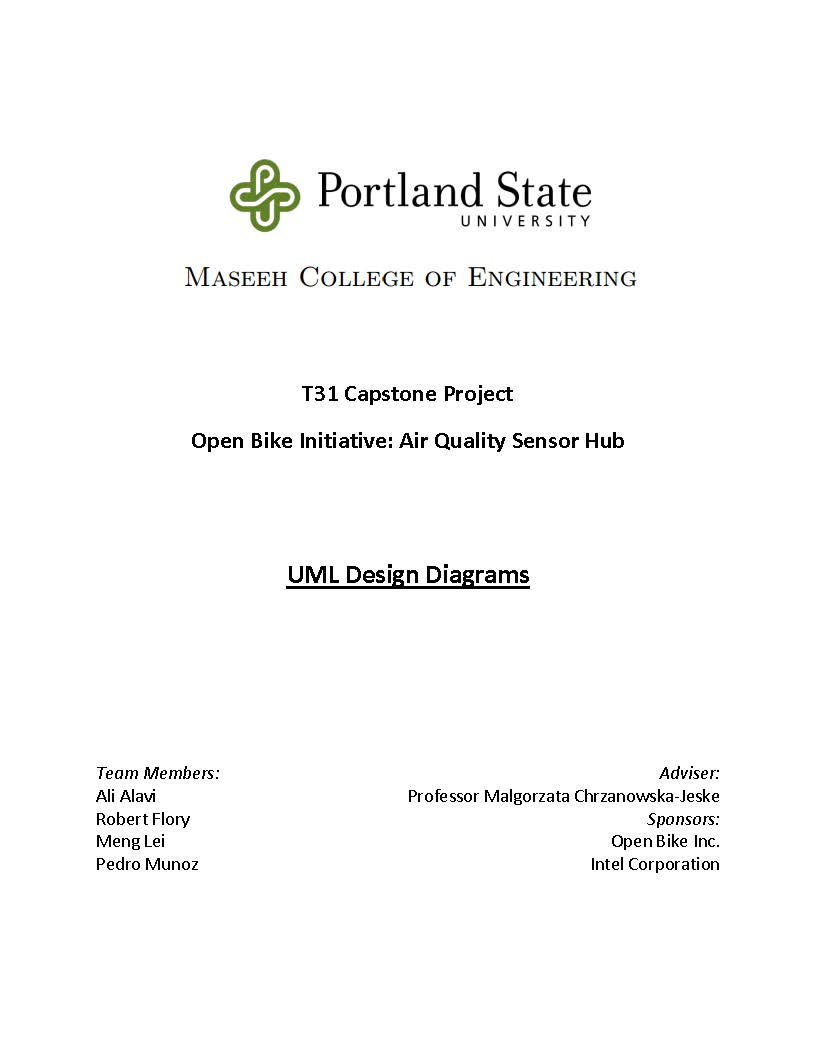 Portland State
UNIVERSITY
MASEEH COLLEGE OF ENGINEERING
T31 Capstone Project
Open Bike Initiative: Air Quality Sensor Hub
UML Design Diagrams
Team Members:
Ali Alavi
Robert Flory
Meng Lei
Pedro Munoz
Adviser:
Professor Malgorzata Chrzanowska-Jeske
Sponsors:
Open Bike Inc.
Intel Corporation